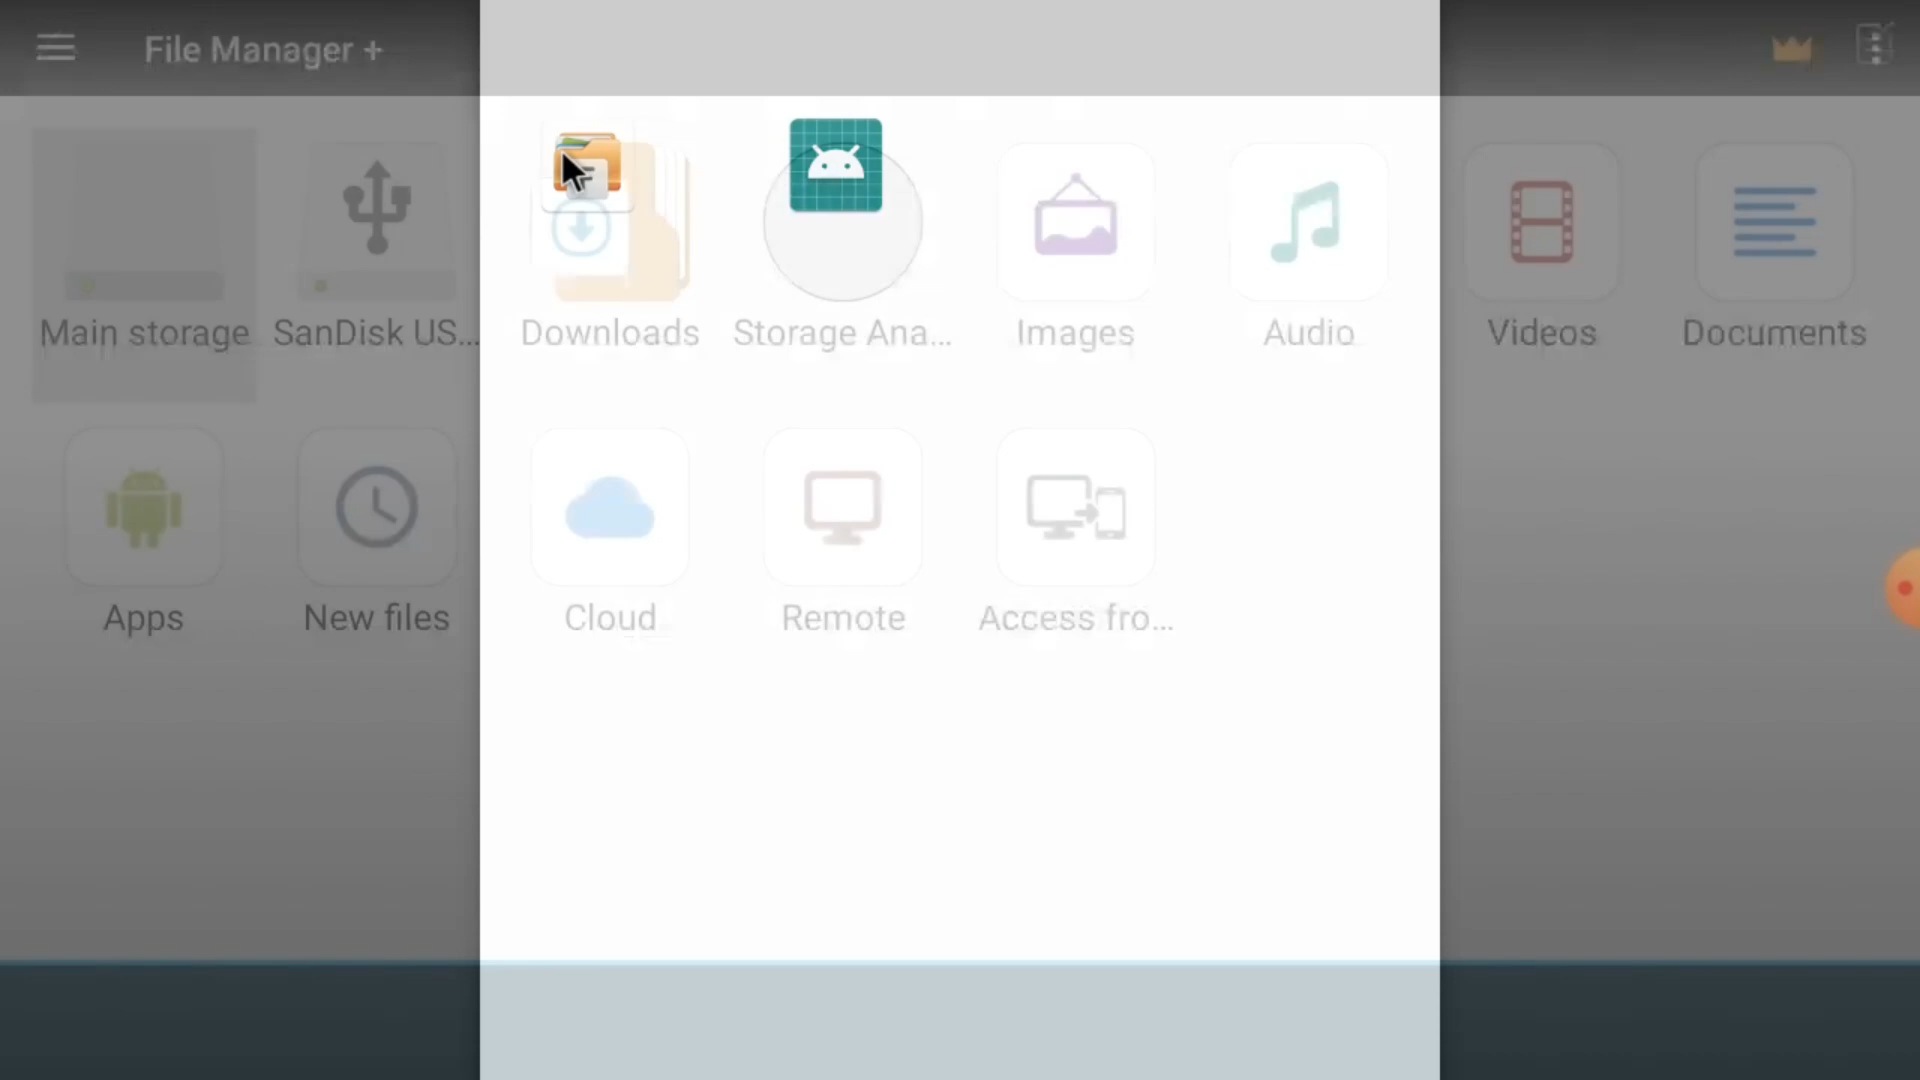 File Manager +
Main storage
SanDisk US...
Downloads
Storage Ana...
Images
Audio
Videos
Documents
Apps
New files
Cloud
Remote
Access fro...